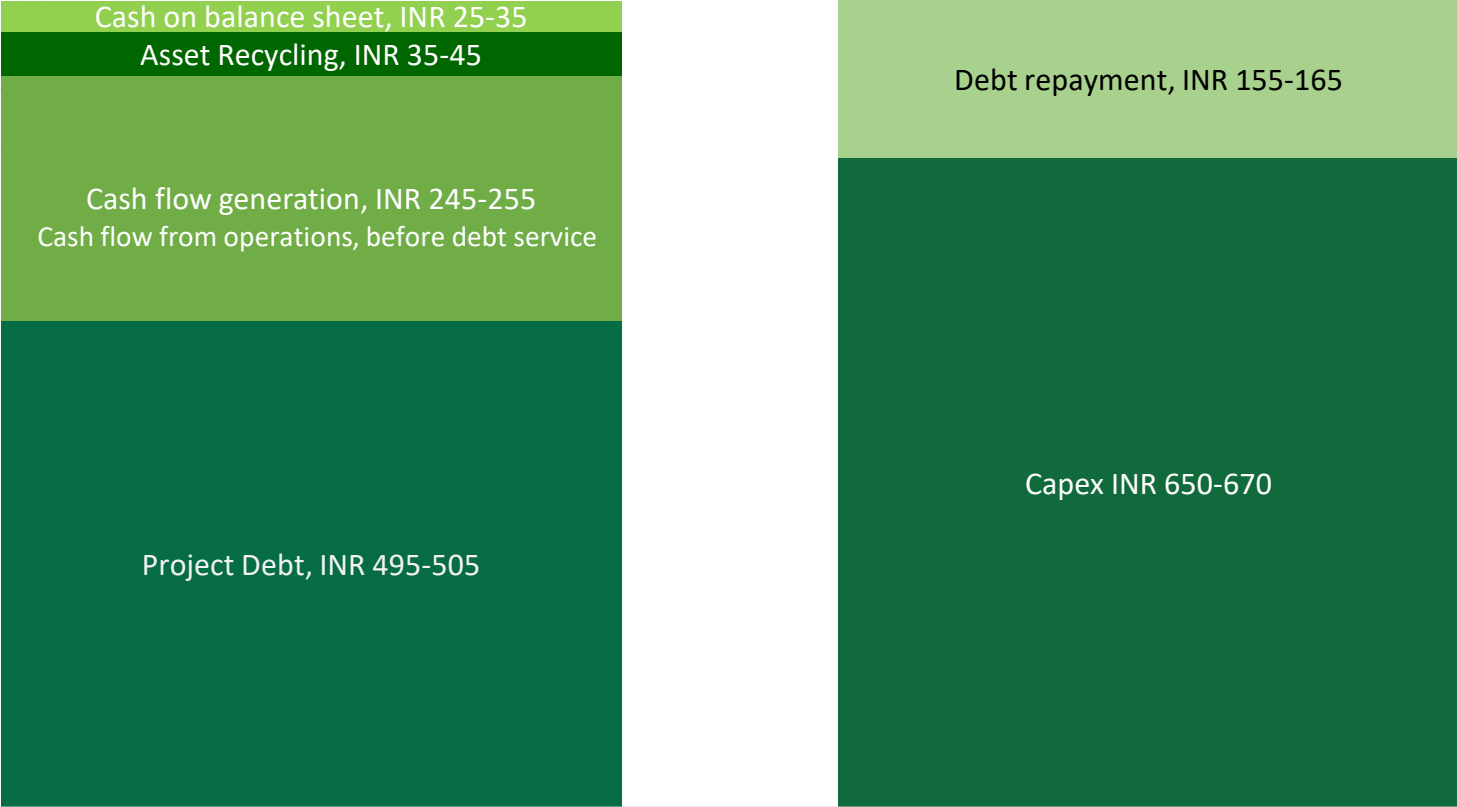 Cash on balance sheet, INR 25-35
Asset Recycling, INR 35-45
Cash flow generation, INR 245-255
Cash flow from operations, before debt service
Project Debt, INR 495-505
Debt repayment, INR 155-165
Capex INR 650-670